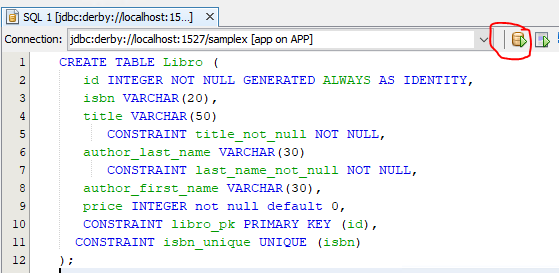 SQL 1 [jdbc:derby://localhost:15...]
Connection: jdbc:derby://localhost:1527/samplex [app on APP]
1 CREATE TABLE Libro (
2 id INTEGER NOT NULL GENERATED ALWAYS AS IDENTITY,
3 isbn VARCHAR(20),
4 title VARCHAR(50)
5 CONSTRAINT title_not_null NOT NULL,
6 author_last_name VARCHAR(30)
7 CONSTRAINT last_name_not_null NOT NULL,
8 author_first_name VARCHAR(30),
9 price INTEGER not null default 0,
10 CONSTRAINT libro_pk PRIMARY KEY (id),
11 CONSTRAINT isbn_unique UNIQUE (isbn)
12 );